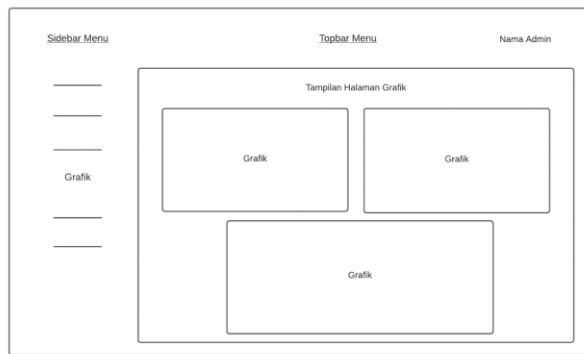 Sidebar Menu
Topbar Menu
Nama Admin
Tampilan Halaman Grafik
Grafik
Grafik
Grafik
Grafik